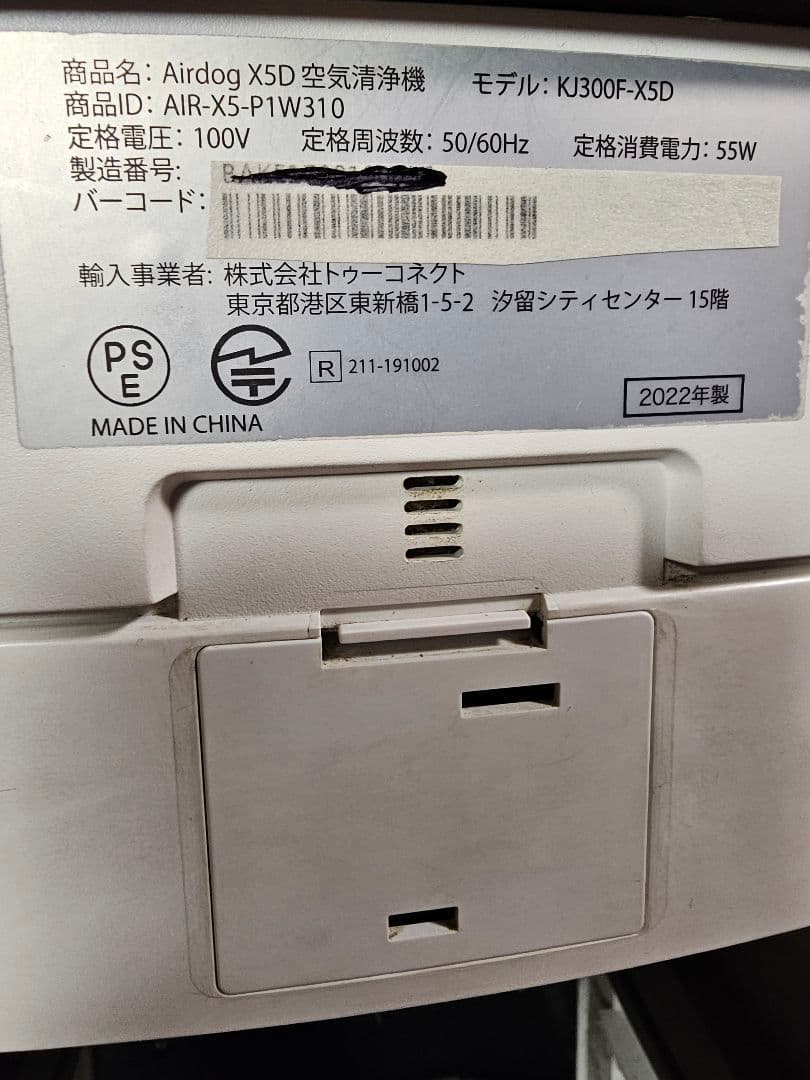 商品名: Airdog X5D 空気清浄機 モデル: KJ300F-X5D
商品ID: AIR-X5-P1W310
定格電圧: 100V 定格周波数: 50/60Hz 定格消費電力: 55W
製造番号:
バーコード:
輸入事業者: 株式会社トゥーコネクト
東京都港区東新橋1-5-2 汐留シティセンター 15階
PSE
R 211-191002
2022年製
MADE IN CHINA